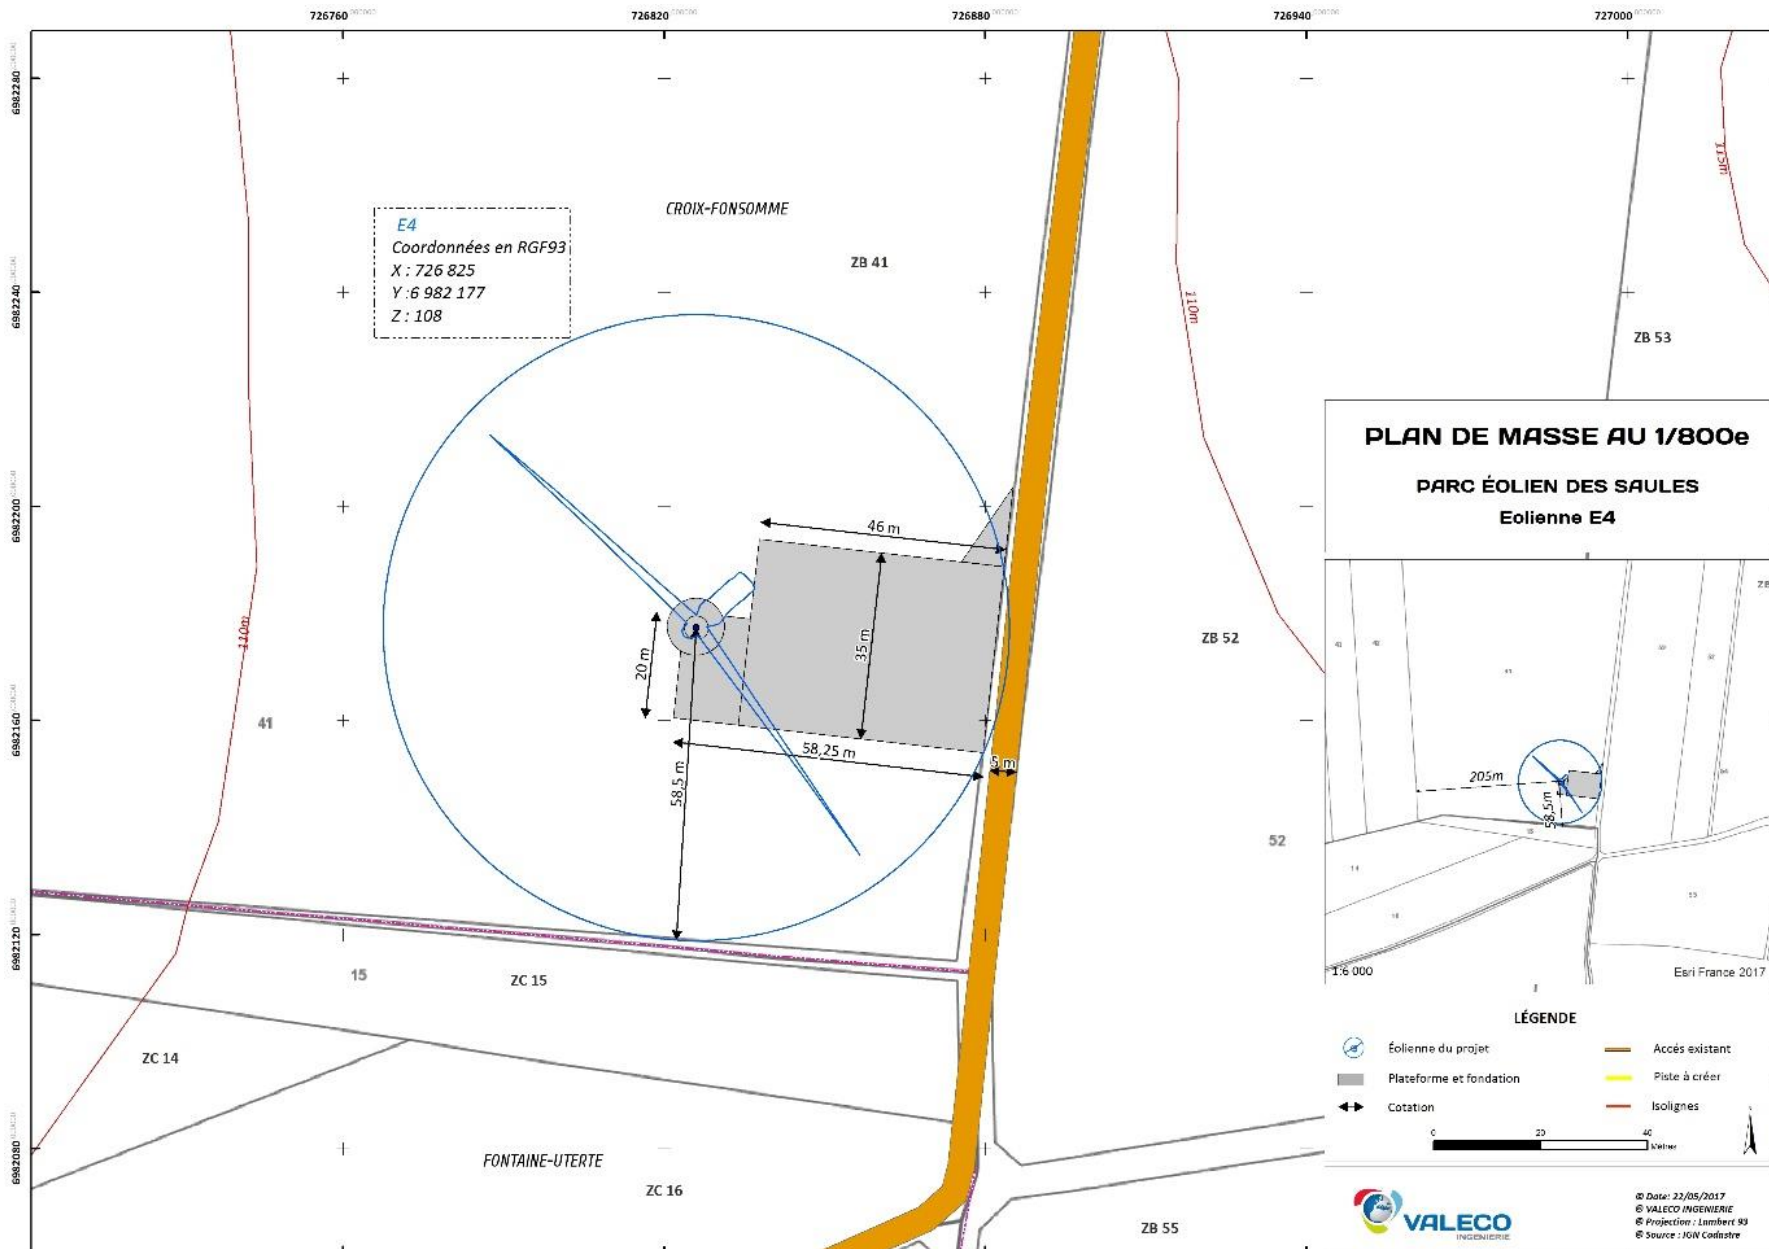 726760
726820
726880
726940
727000
6982280
6982240
6982200
6982160
6982120
6982080
E4
Coordonnées en RGF93
X : 726 825
Y :6 982 177
Z : 108
CROIX-FONSOMME
ZB 41
110m
115m
ZB 53
46 m
35 m
20 m
58,25 m
58,5 m
5 m
110m
41
ZB 52
52
15
ZC 15
ZC 14
FONTAINE-UTERTE
ZC 16
ZB 55
PLAN DE MASSE AU 1/800e
PARC ÉOLIEN DES SAULES
Eolienne E4
205m
58,5m
1:6 000
Esri France 2017
LÉGENDE
Éolienne du projet
Plateforme et fondation
Cotation
Accès existant
Piste à créer
Isolignes
0 20 40
Mètres
VALECO
INGENIERIE
© Date: 22/05/2017
© VALECO INGENIERIE
© Projection : Lambert 93
© Source : IGN Cadastre